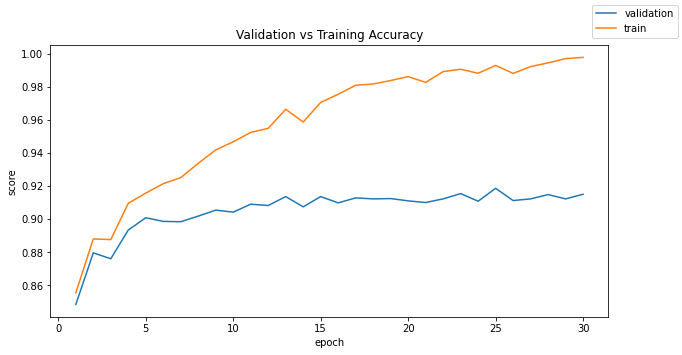 validation
train
Validation vs Training Accuracy
1.00
0.98
0.96
0.94
0.92
0.90
0.88
0.86
score
0 5 10 15 20 25 30
epoch